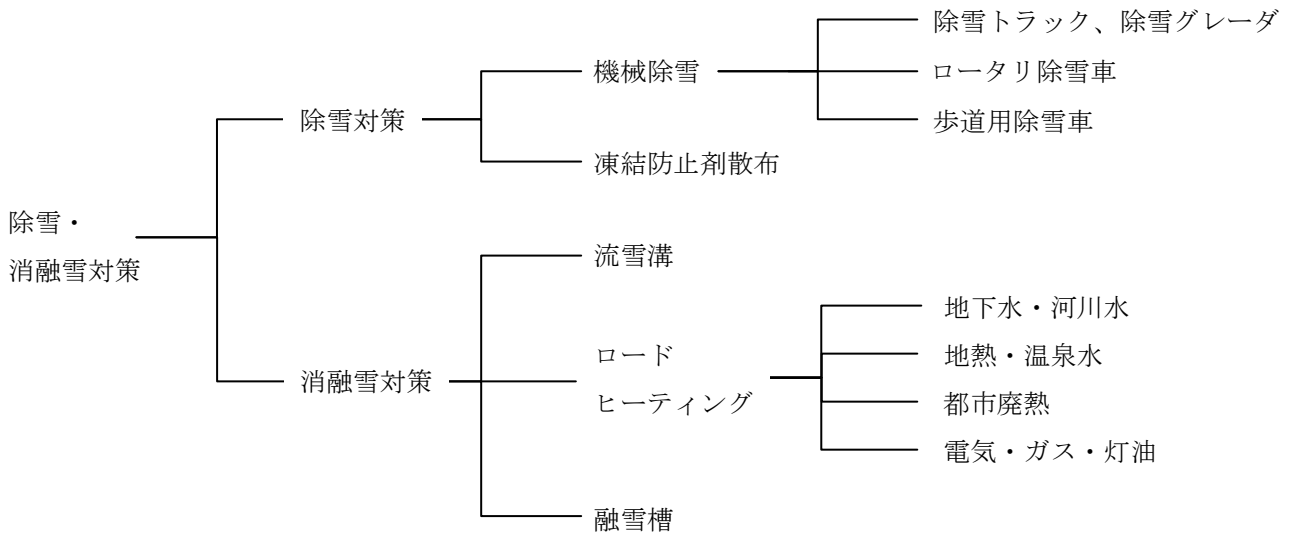 除雪・
消融雪対策
除雪対策
機械除雪
除雪トラック、除雪グレーダ
ロータリ除雪車
歩道用除雪車
凍結防止剤散布
消融雪対策
流雪溝
ロード
ヒーティング
地下水・河川水
地熱・温泉水
都市廃熱
電気・ガス・灯油
融雪槽